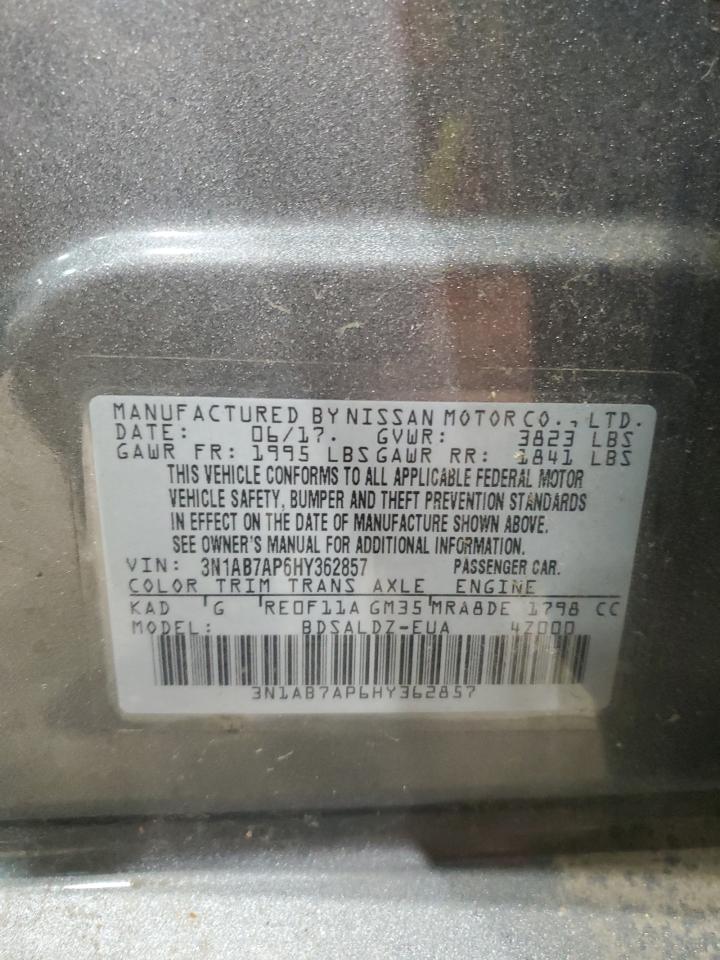 MANUFACTURED BY NISSAN MOTOR CO., LTD.
DATE: 06/17. GVWR: 3823 LBS
GAWR FR: 1995 LBS GAWR RR: 1841 LBS
THIS VEHICLE CONFORMS TO ALL APPLICABLE FEDERAL MOTOR
VEHICLE SAFETY, BUMPER AND THEFT PREVENTION STANDARDS
IN EFFECT ON THE DATE OF MANUFACTURE SHOWN ABOVE.
SEE OWNER'S MANUAL FOR ADDITIONAL INFORMATION.
VIN: 3N1AB7AP6HY362857 PASSENGER CAR.
COLOR TRIM TRANS AXLE ENGINE
KAD G RE0F11A GM35 MRA8DE 1798 CC
MODEL: BDSALDZ-EUA 4Z000
3N1AB7AP6HY362857